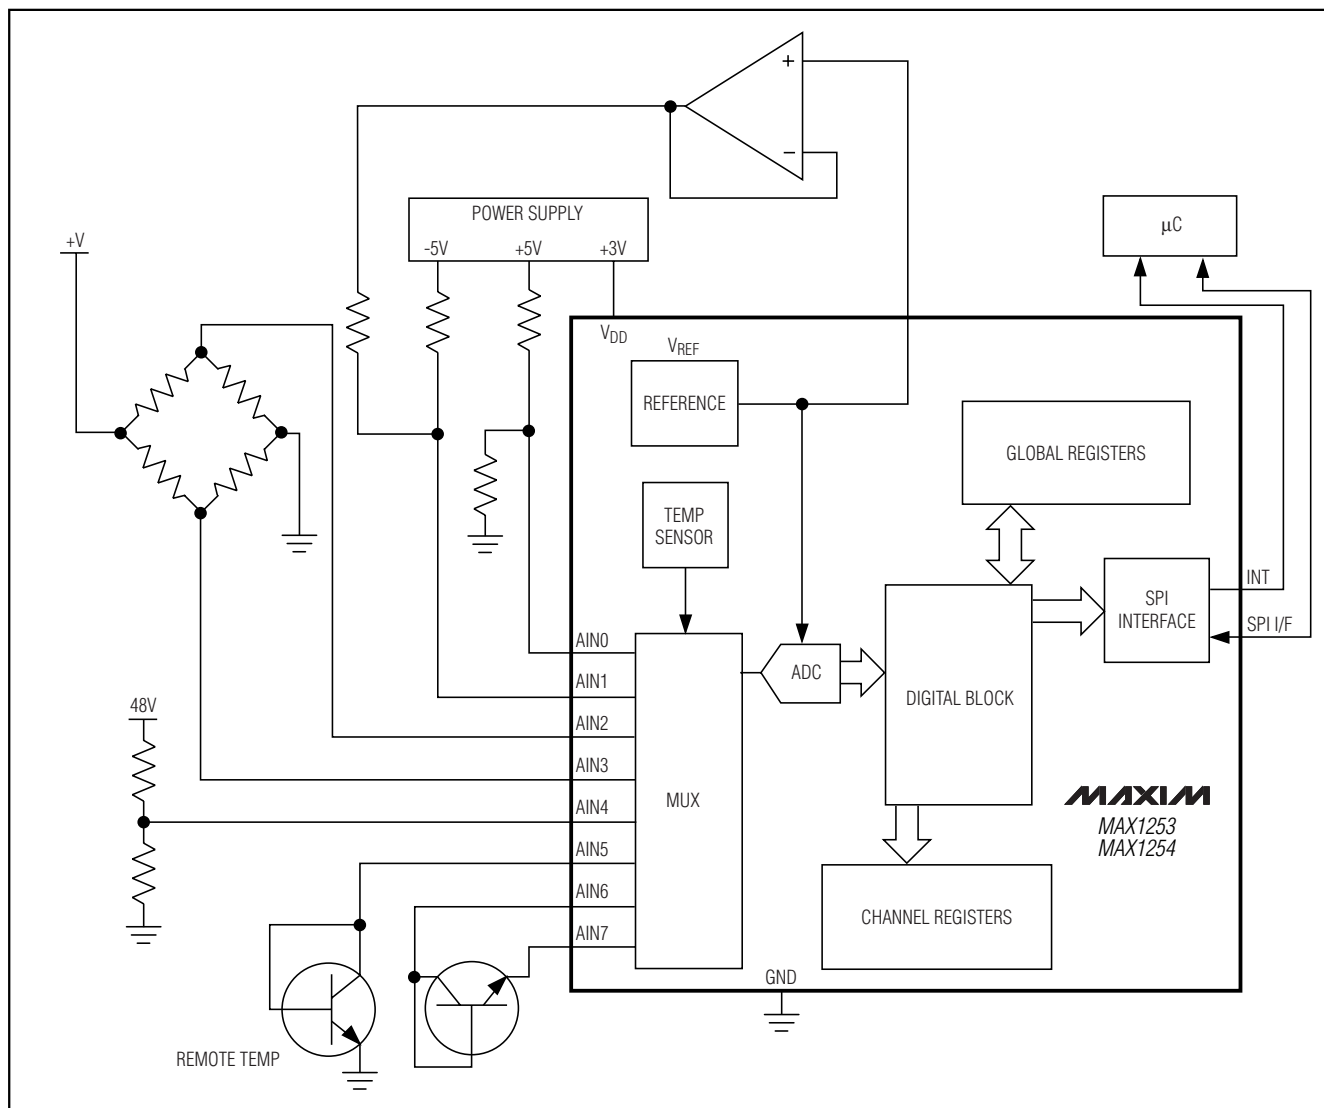 +
−
POWER SUPPLY
-5V +5V +3V
µC
+V
VDD
VREF
REFERENCE
GLOBAL REGISTERS
TEMP
SENSOR
SPI
INTERFACE
INT
SPI I/F
AIN0
AIN1
AIN2
AIN3
AIN4
AIN5
AIN6
AIN7
MUX
ADC
DIGITAL BLOCK
48V
MAXIM
MAX1253
MAX1254
CHANNEL REGISTERS
GND
REMOTE TEMP